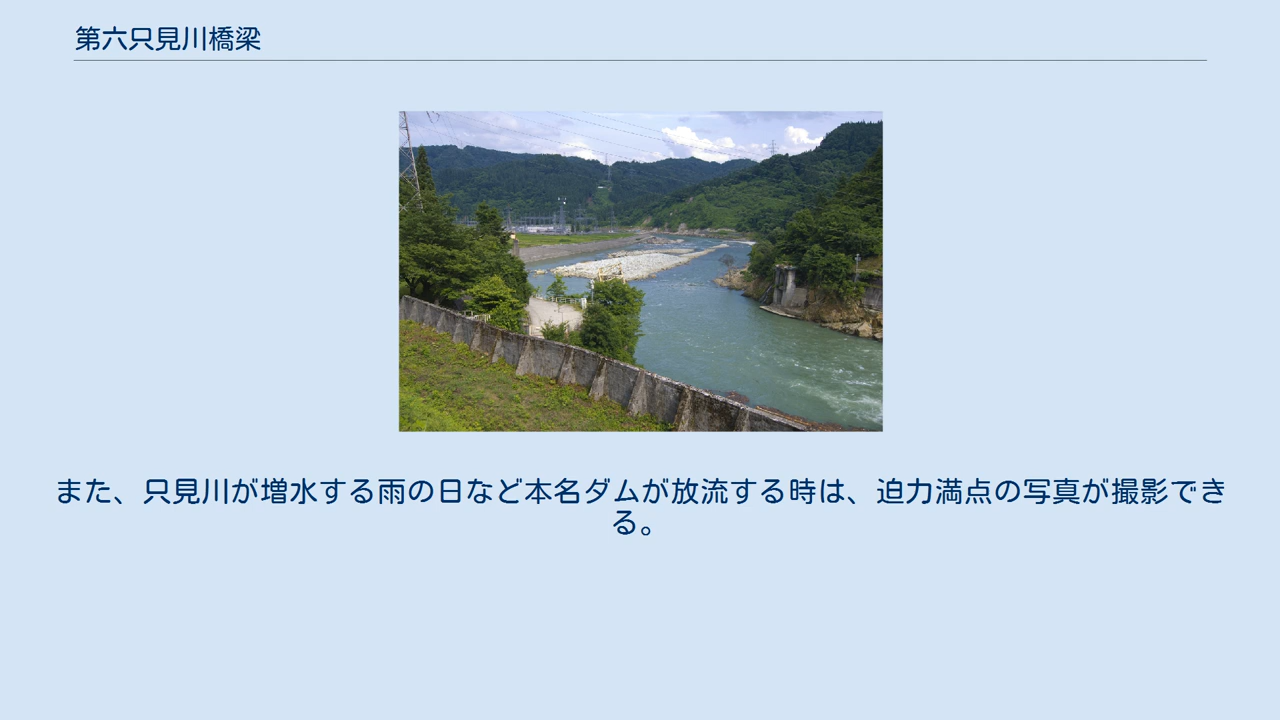 第六只見川橋梁
また、只見川が増水する雨の日など本名ダムが放流する時は、迫力満点の写真が撮影でき
る。